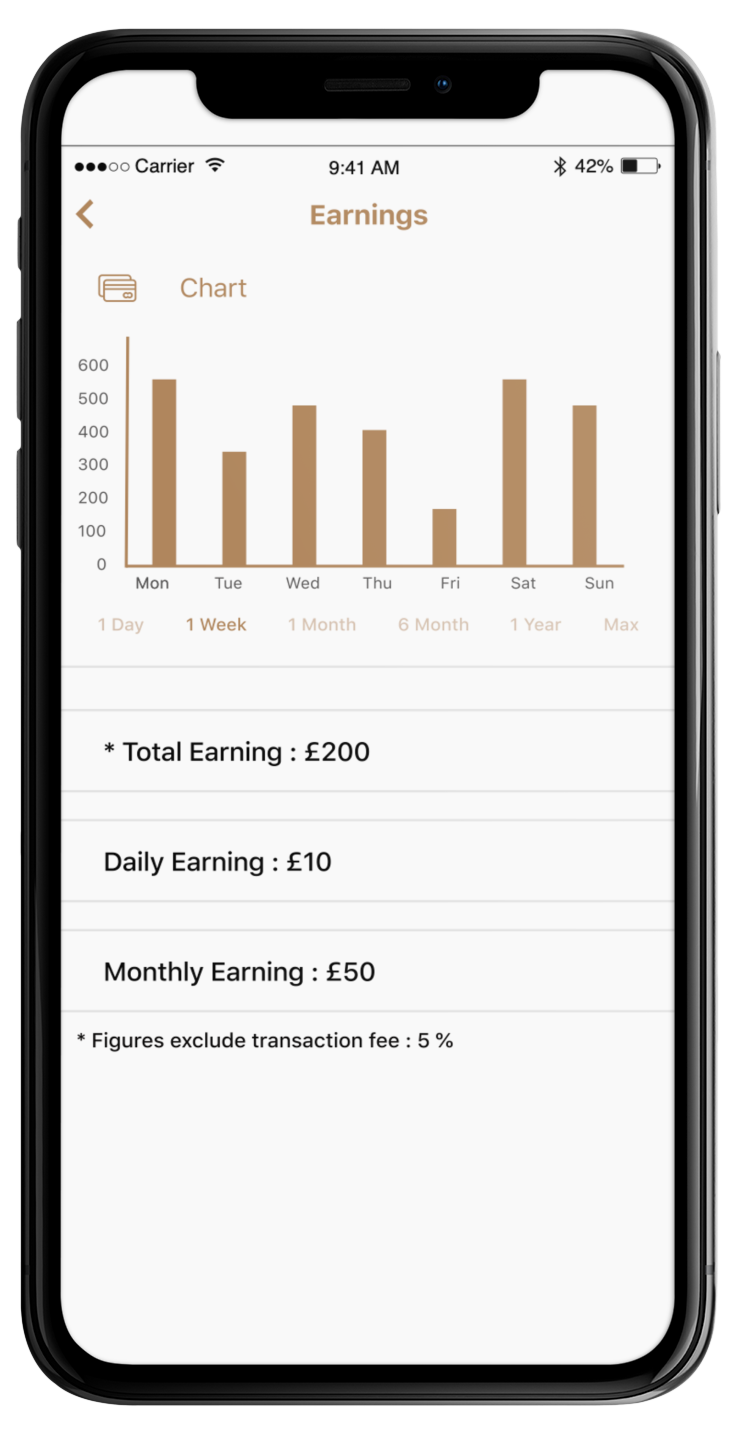 ●●●○○ Carrier 9:41 AM 42%
Earnings
Chart
600
500
400
300
200
100
0
Mon Tue Wed Thu Fri Sat Sun
1 Day 1 Week 1 Month 6 Month 1 Year Max
* Total Earning : £200
Daily Earning : £10
Monthly Earning : £50
* Figures exclude transaction fee : 5 %